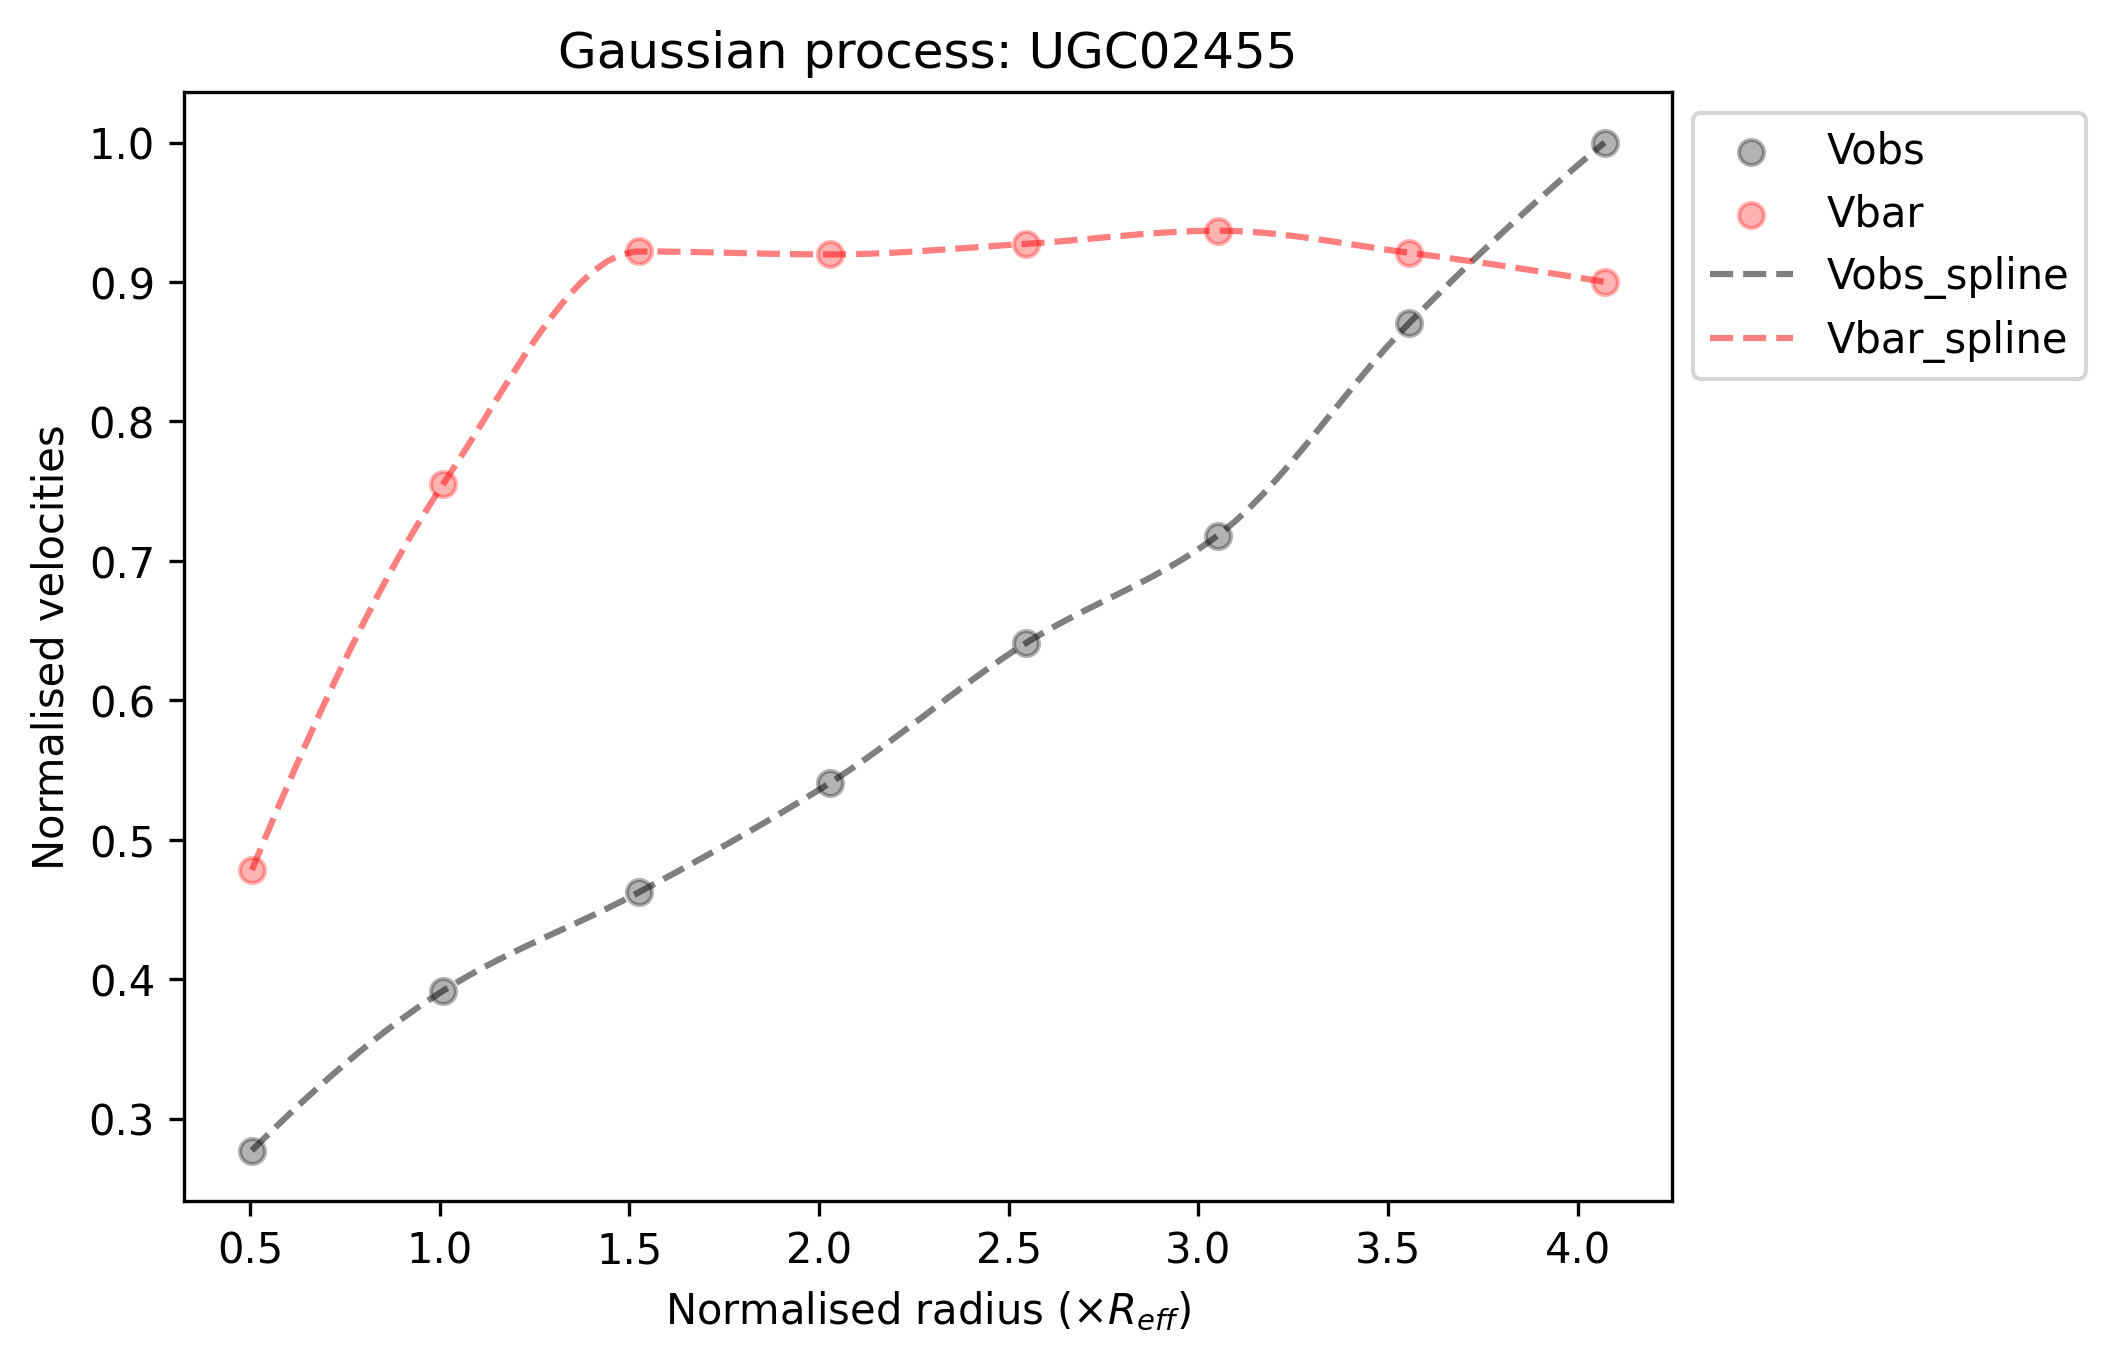 Gaussian process: UGC02455
Vobs
Vbar
Vobs_spline
Vbar_spline
Normalised velocities
1.0
0.9
0.8
0.7
0.6
0.5
0.4
0.3
0.5 1.0 1.5 2.0 2.5 3.0 3.5 4.0
Normalised radius (×R_eff)